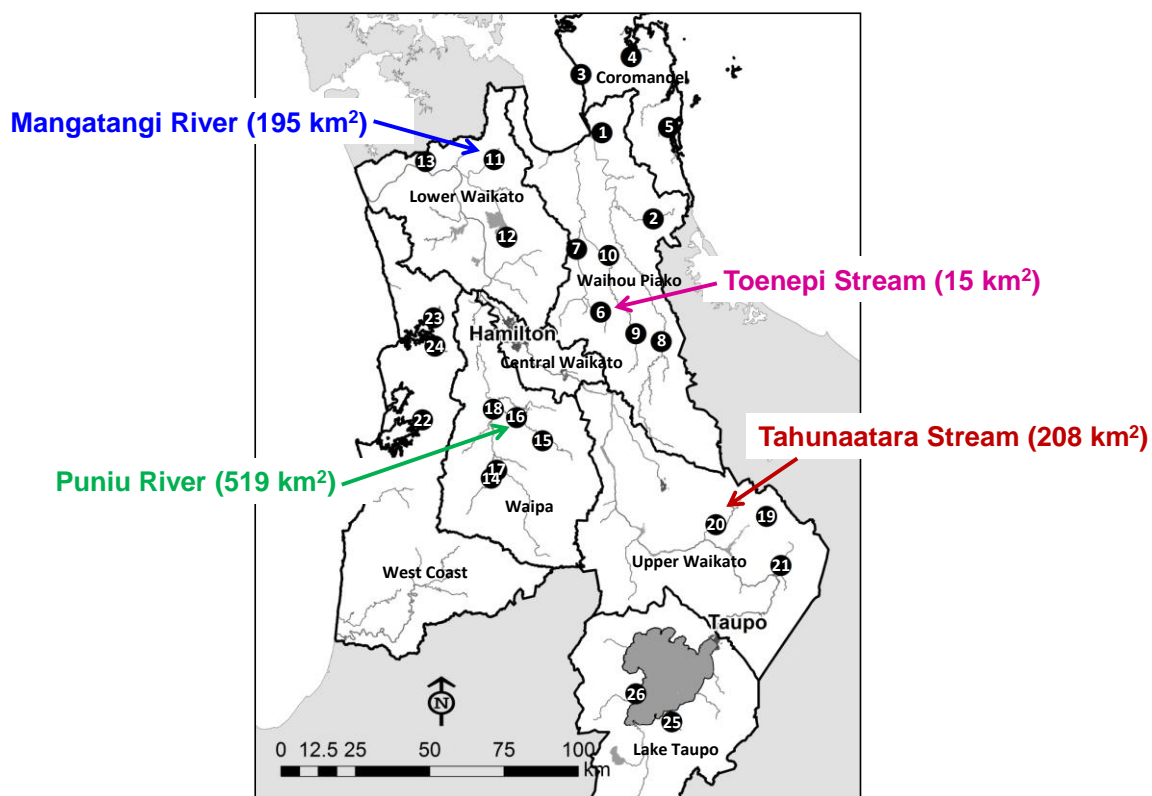 4
3
Coromandel
Mangatangi River (195 km²)
5
1
13
11
Lower Waikato
2
12
7
10
Waihou Piako
Toenepi Stream (15 km²)
6
23
Hamilton
9
8
24
Central Waikato
18
16
22
15
Tahunaatara Stream (208 km²)
Puniu River (519 km²)
17
14
Waipa
19
20
Upper Waikato
21
West Coast
Taupo
N
26
25
Lake Taupo
0 12.5 25 50 75 100
km